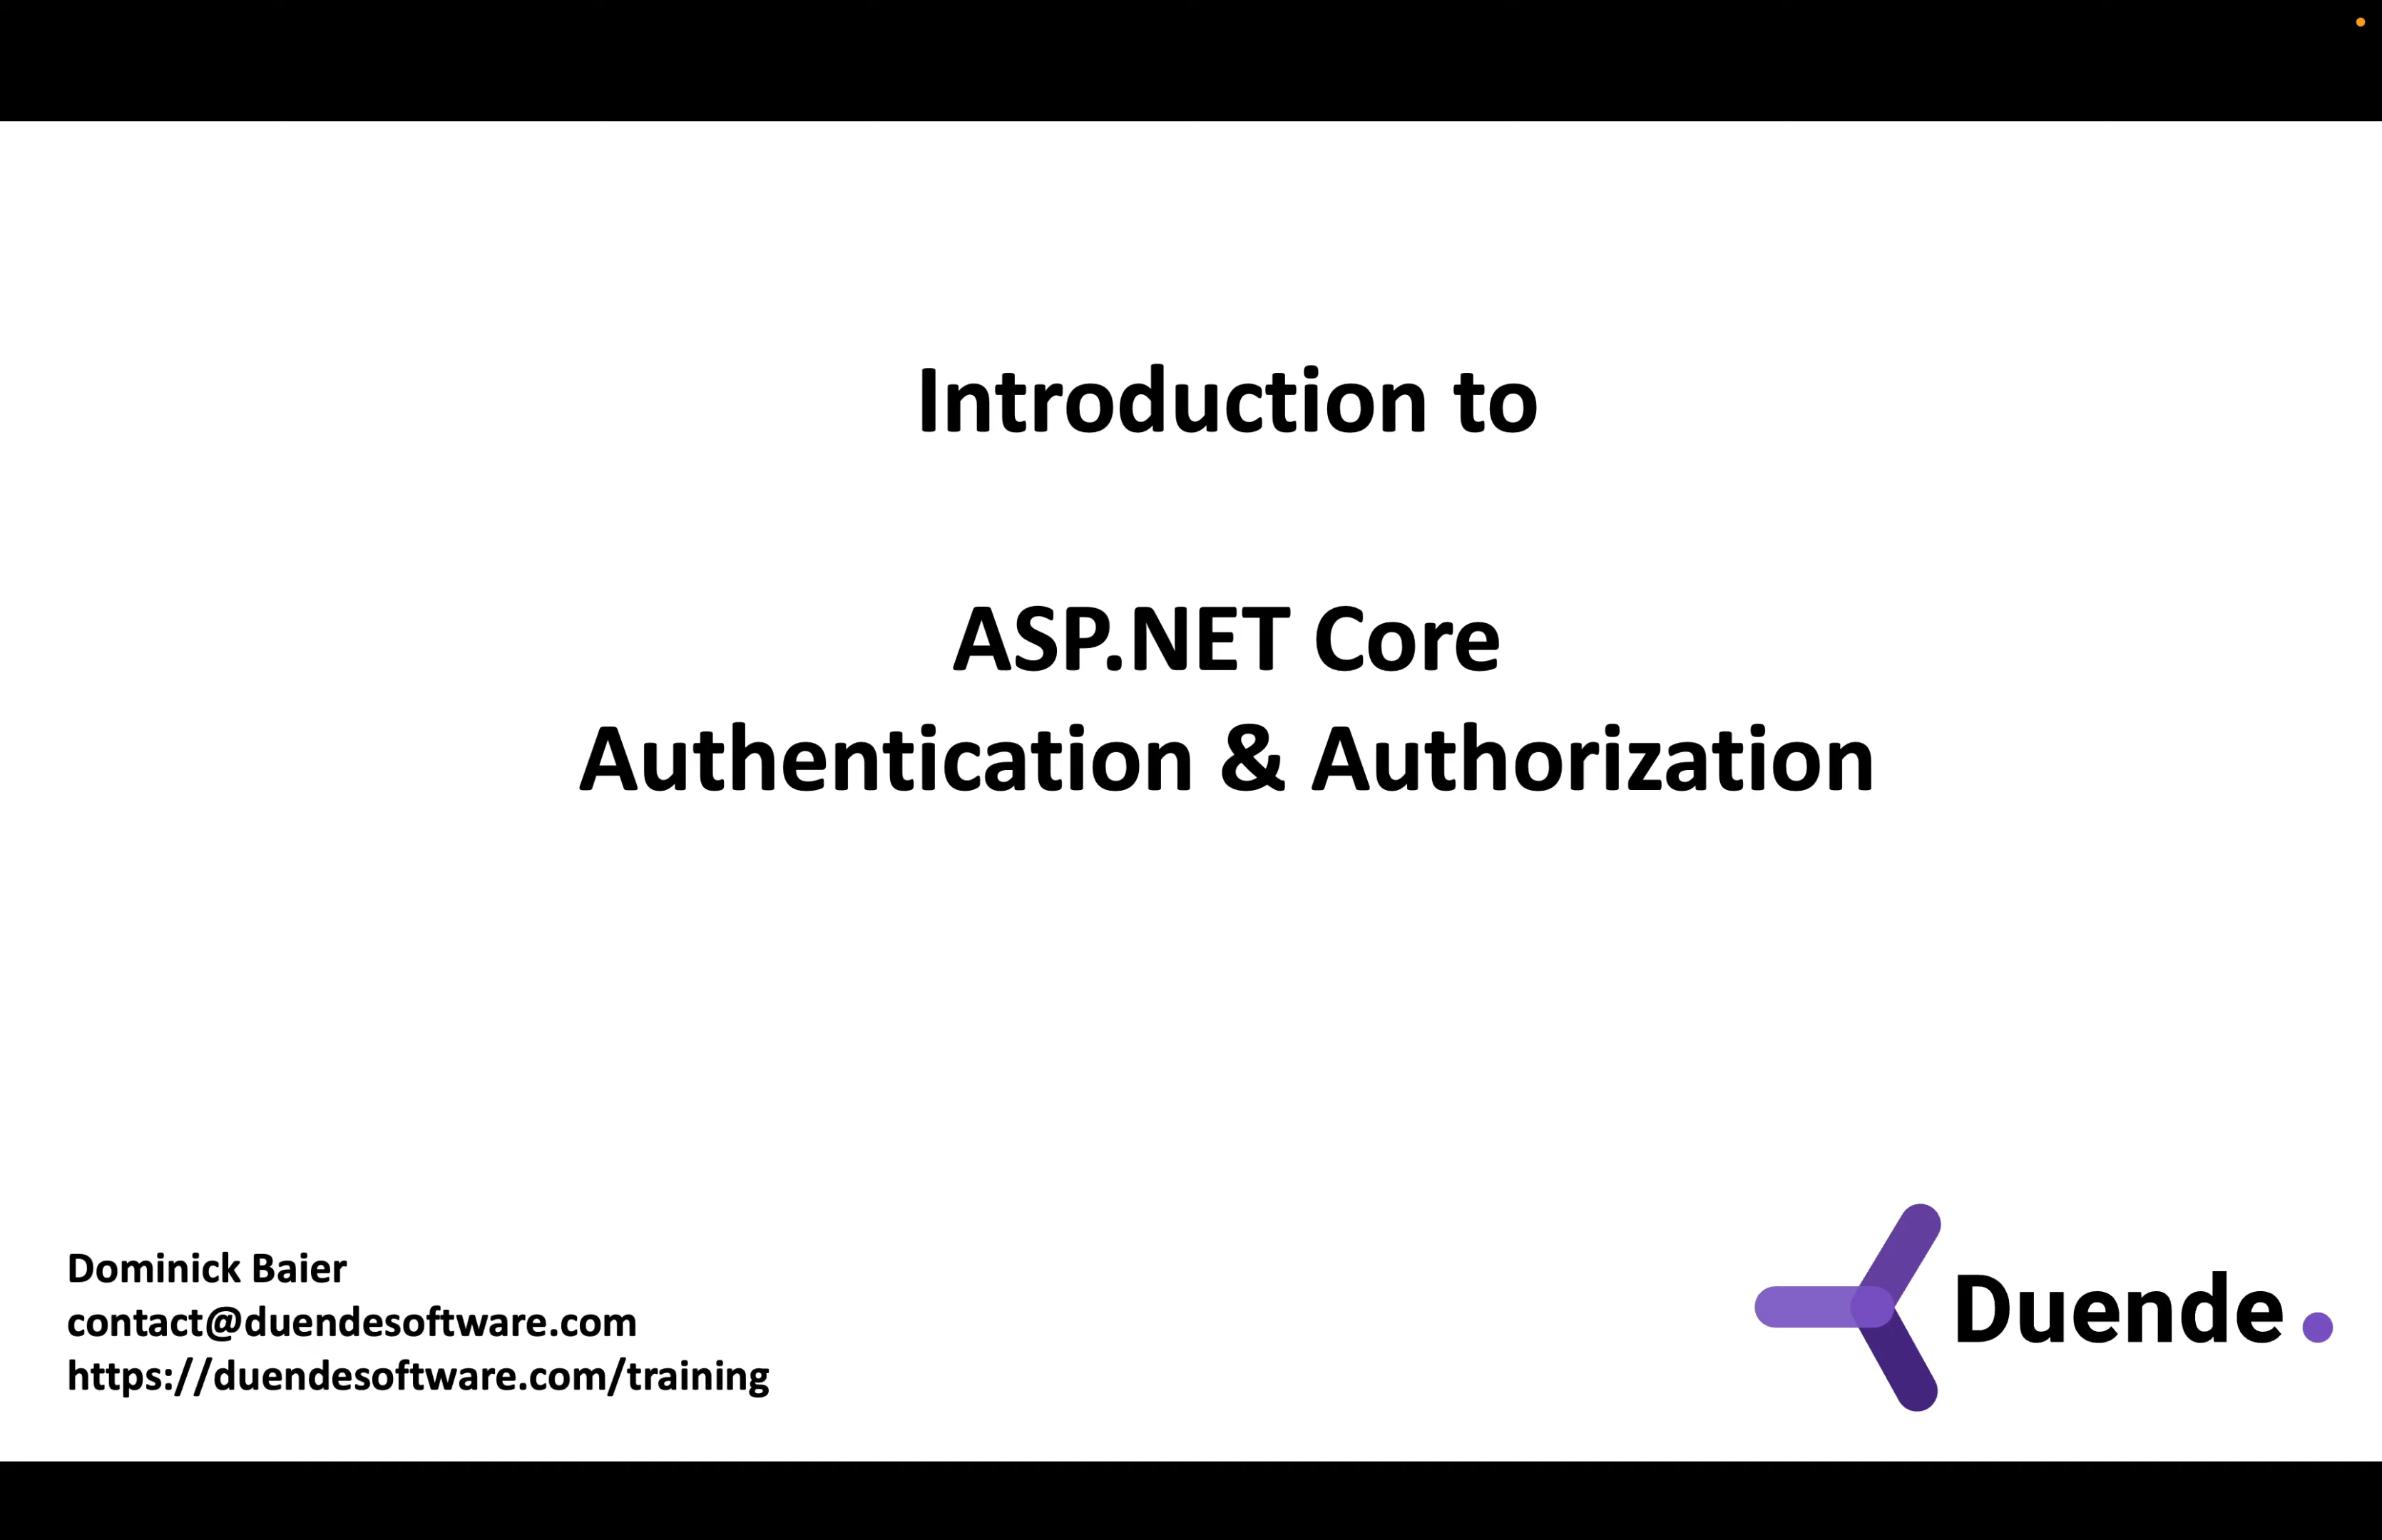 Introduction to
ASP.NET Core
Authentication & Authorization
Dominick Baier
contact@duendesoftware.com
https://duendesoftware.com/training
Duende